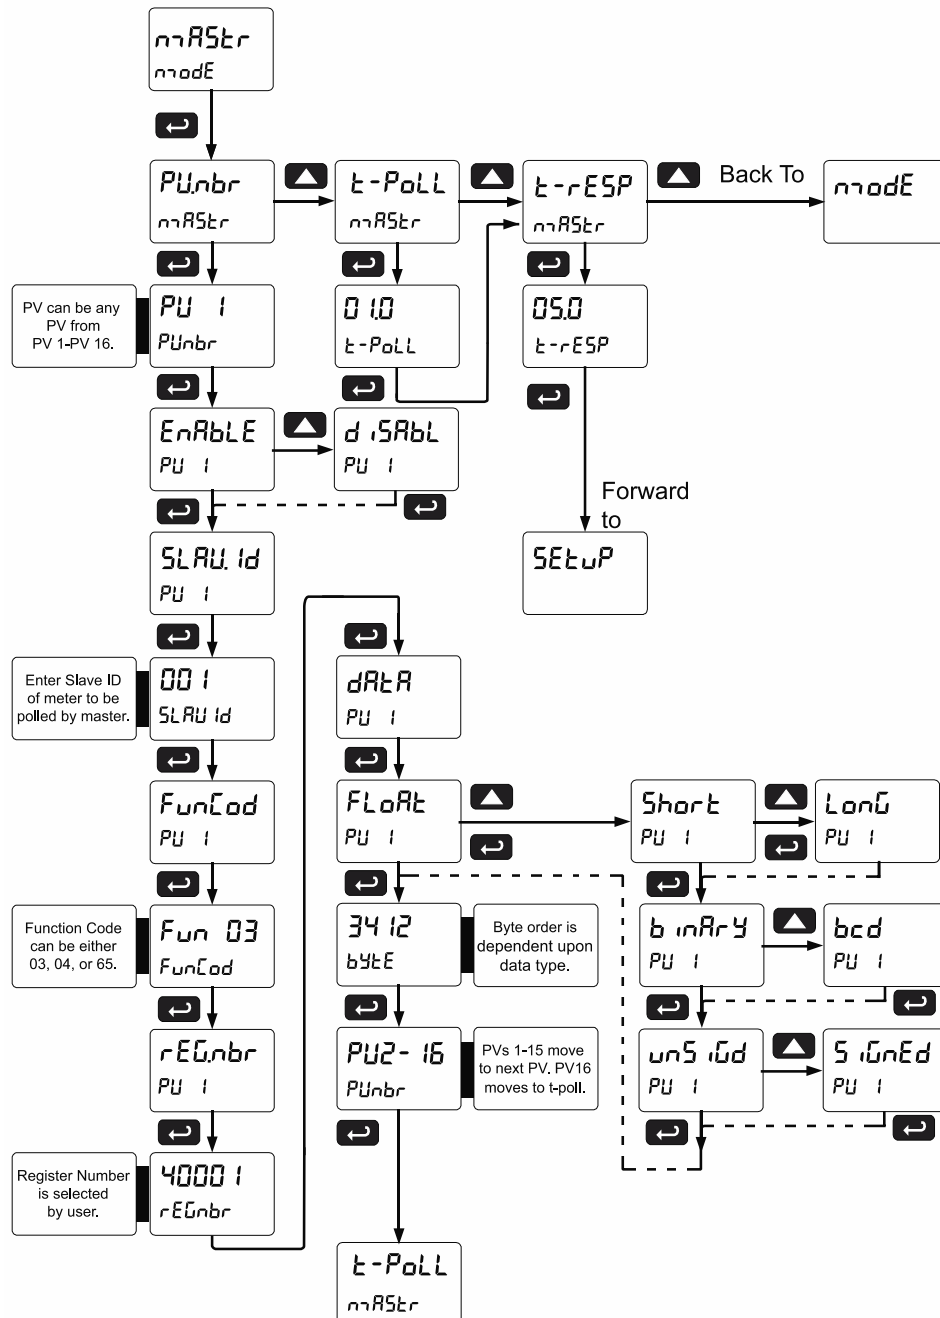 mAStr
modE
PV.nbr
mAStr
t-PoLL
mAStr
t-rESP
mAStr
Back To
modE
PV can be any
PV from
PV 1-PV 16.
PV 1
PVnbr
01.0
t-PoLL
05.0
t-rESP
EnAbLE
PV 1
diSAbL
PV 1
Forward
to
SLAV.Id
PV 1
SEtuP
Enter Slave ID
of meter to be
polled by master.
001
SLAVId
dAtA
PV 1
FunCod
PV 1
FLoAt
PV 1
Short
PV 1
LonG
PV 1
Function Code
can be either
03, 04, or 65.
Fun 03
FunCod
3412
bytE
Byte order is
dependent upon
data type.
binArY
PV 1
bcd
PV 1
rEG.nbr
PV 1
PV2-16
PVnbr
PVs 1-15 move
to next PV. PV16
moves to t-poll.
unSiGd
PV 1
SiGnEd
PV 1
Register Number
is selected
by user.
40001
rEGnbr
t-PoLL
mAStr